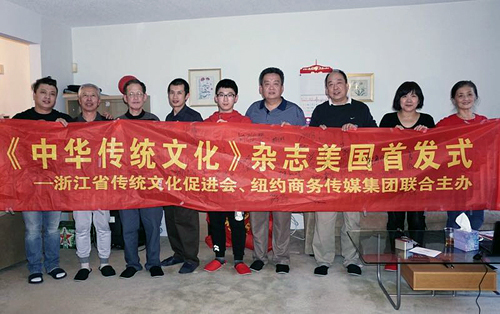 《中华传统文化》杂志美国首发式
—浙江省传统文化促进会、纽约商务传媒集团联合主办